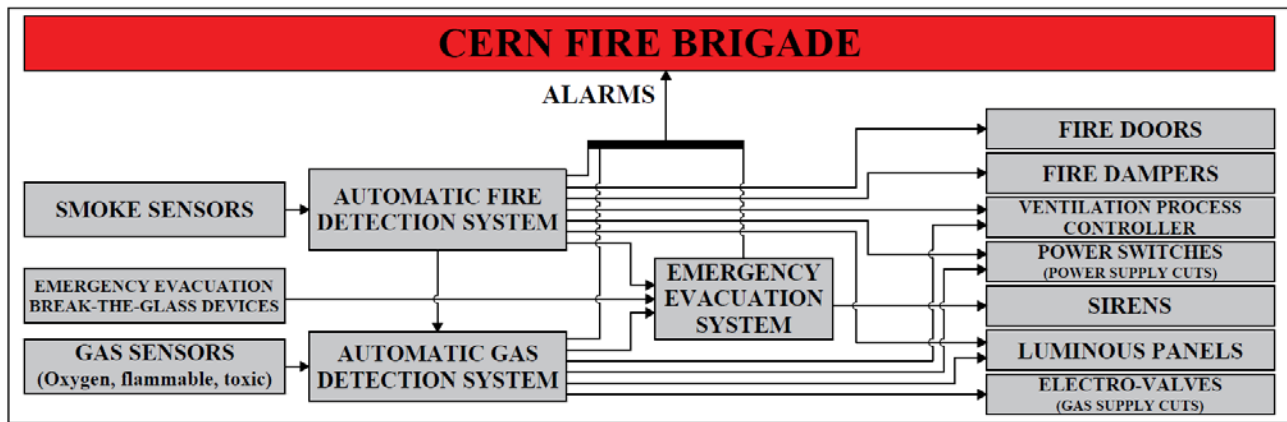 CERN FIRE BRIGADE
ALARMS
SMOKE SENSORS
EMERGENCY EVACUATION
BREAK-THE-GLASS DEVICES
GAS SENSORS
(Oxygen, flammable, toxic)
AUTOMATIC FIRE
DETECTION SYSTEM
AUTOMATIC GAS
DETECTION SYSTEM
EMERGENCY
EVACUATION
SYSTEM
FIRE DOORS
FIRE DAMPERS
VENTILATION PROCESS
CONTROLLER
POWER SWITCHES
(POWER SUPPLY CUTS)
SIRENS
LUMINOUS PANELS
ELECTRO-VALVES
(GAS SUPPLY CUTS)